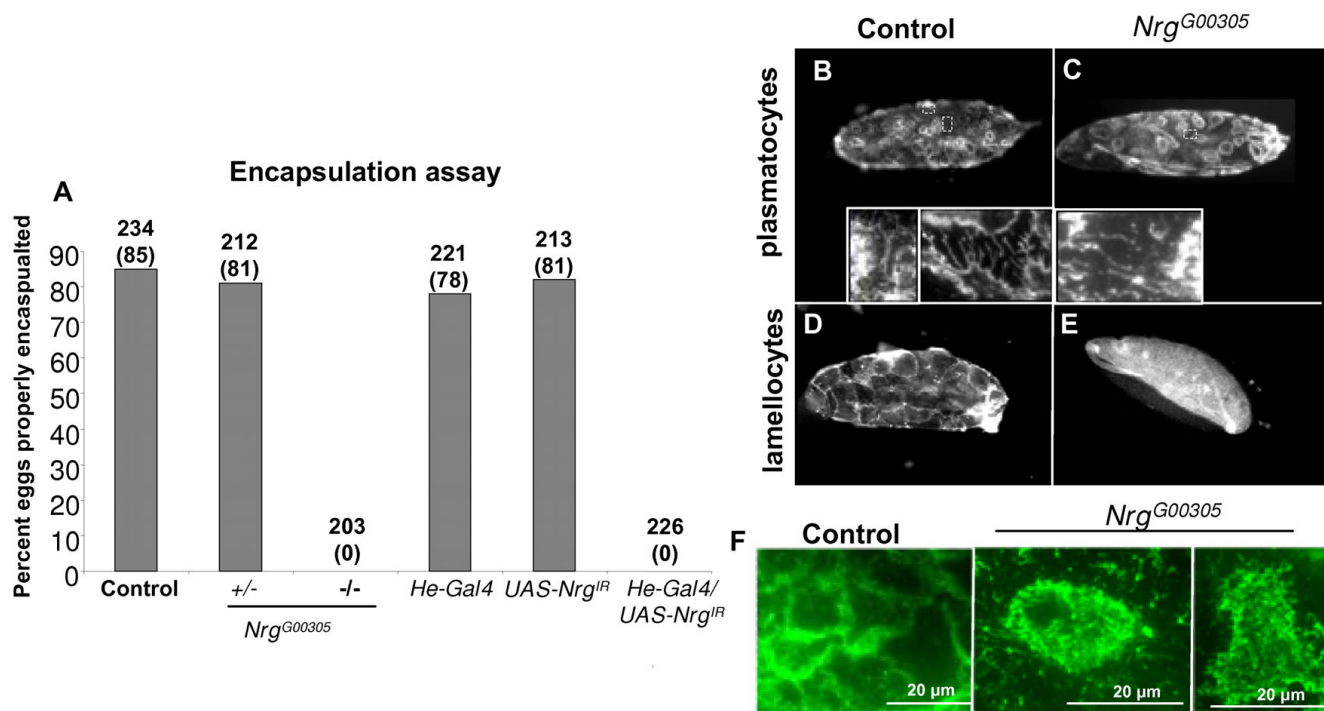 Encapsulation assay
A
Percent eggs properly encaspualted
90
80
70
60
50
40
30
20
10
0
234
(85)
212
(81)
203
(0)
221
(78)
213
(81)
226
(0)
Control
+/-
-/-
Nrg^G00305
He-Gal4
UAS-Nrg^IR
He-Gal4/
UAS-Nrg^IR
Control
Nrg^G00305
plasmatocytes
B
C
lamellocytes
D
E
F
Control
Nrg^G00305
20 µm
20 µm
20 µm